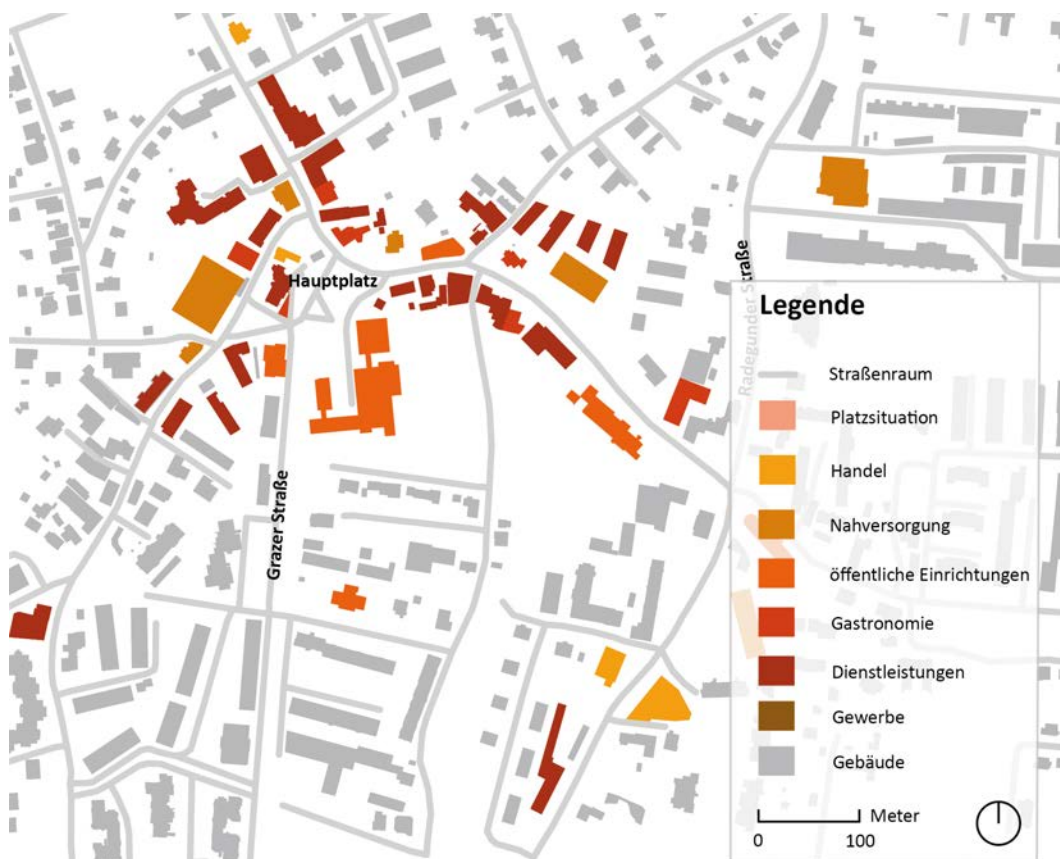 Hauptplatz
Grazer Straße
Radegunder Straße
Legende
Straßenraum
Platzsituation
Handel
Nahversorgung
öffentliche Einrichtungen
Gastronomie
Dienstleistungen
Gewerbe
Gebäude
Meter
0 100